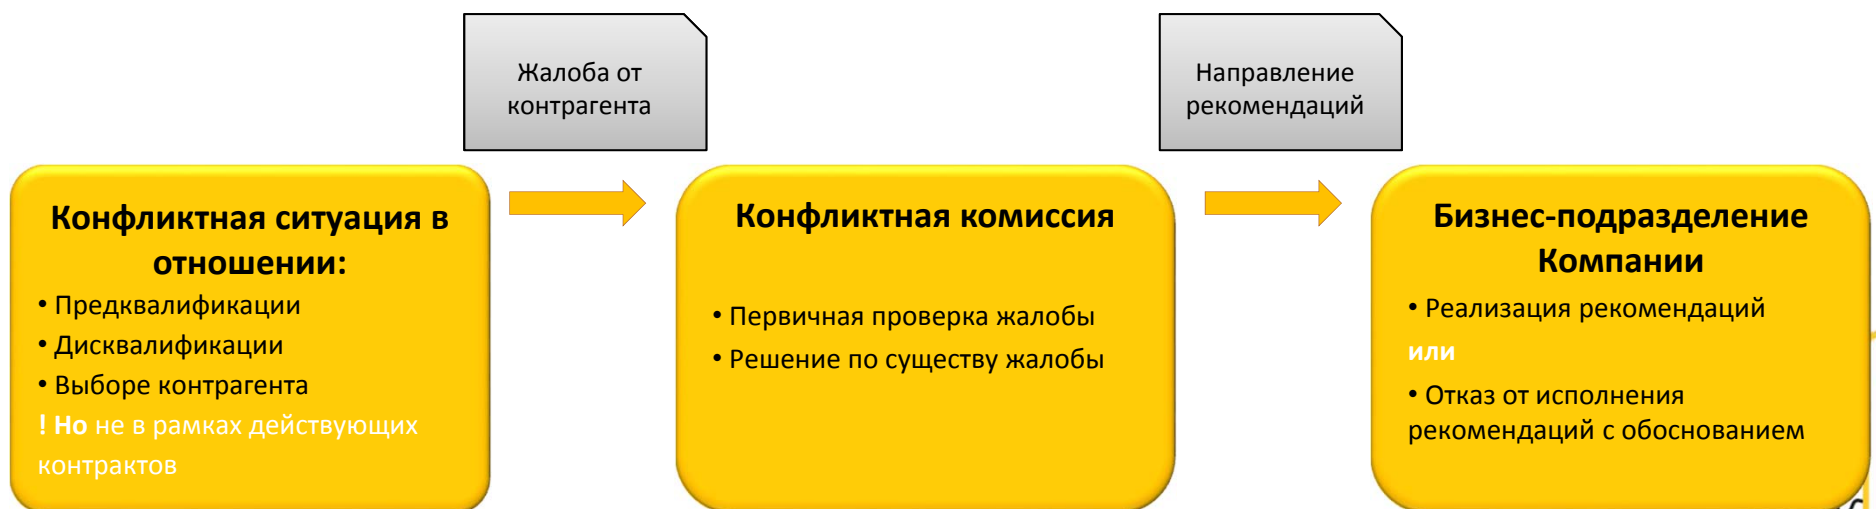 Жалоба от
контрагента
Направление
рекомендаций
Конфликтная ситуация в
отношении:
• Предквалификации
• Дисквалификации
• Выборе контрагента
! Но не в рамках действующих
контрактов
Конфликтная комиссия
• Первичная проверка жалобы
• Решение по существу жалобы
Бизнес-подразделение
Компании
• Реализация рекомендаций
или
• Отказ от исполнения
рекомендаций с обоснованием